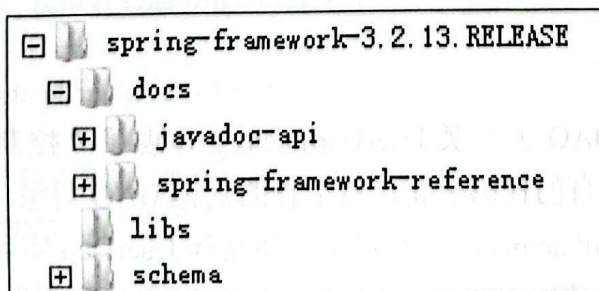 spring-framework-3.2.13.RELEASE
docs
javadoc-api
spring-framework-reference
libs
schema